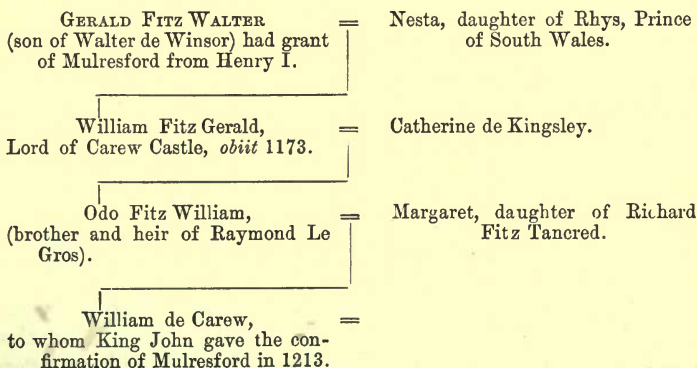 GERALD FITZ WALTER = Nesta, daughter of Rhys, Prince
(son of Walter de Winsor) had grant of South Wales.
of Mulresford from Henry I.
William Fitz Gerald, = Catherine de Kingsley.
Lord of Carew Castle, obiit 1173.
Odo Fitz William, = Margaret, daughter of Richard
(brother and heir of Raymond Le Fitz Tancred.
Gros).
William de Carew, =
to whom King John gave the con-
firmation of Mulresford in 1213.